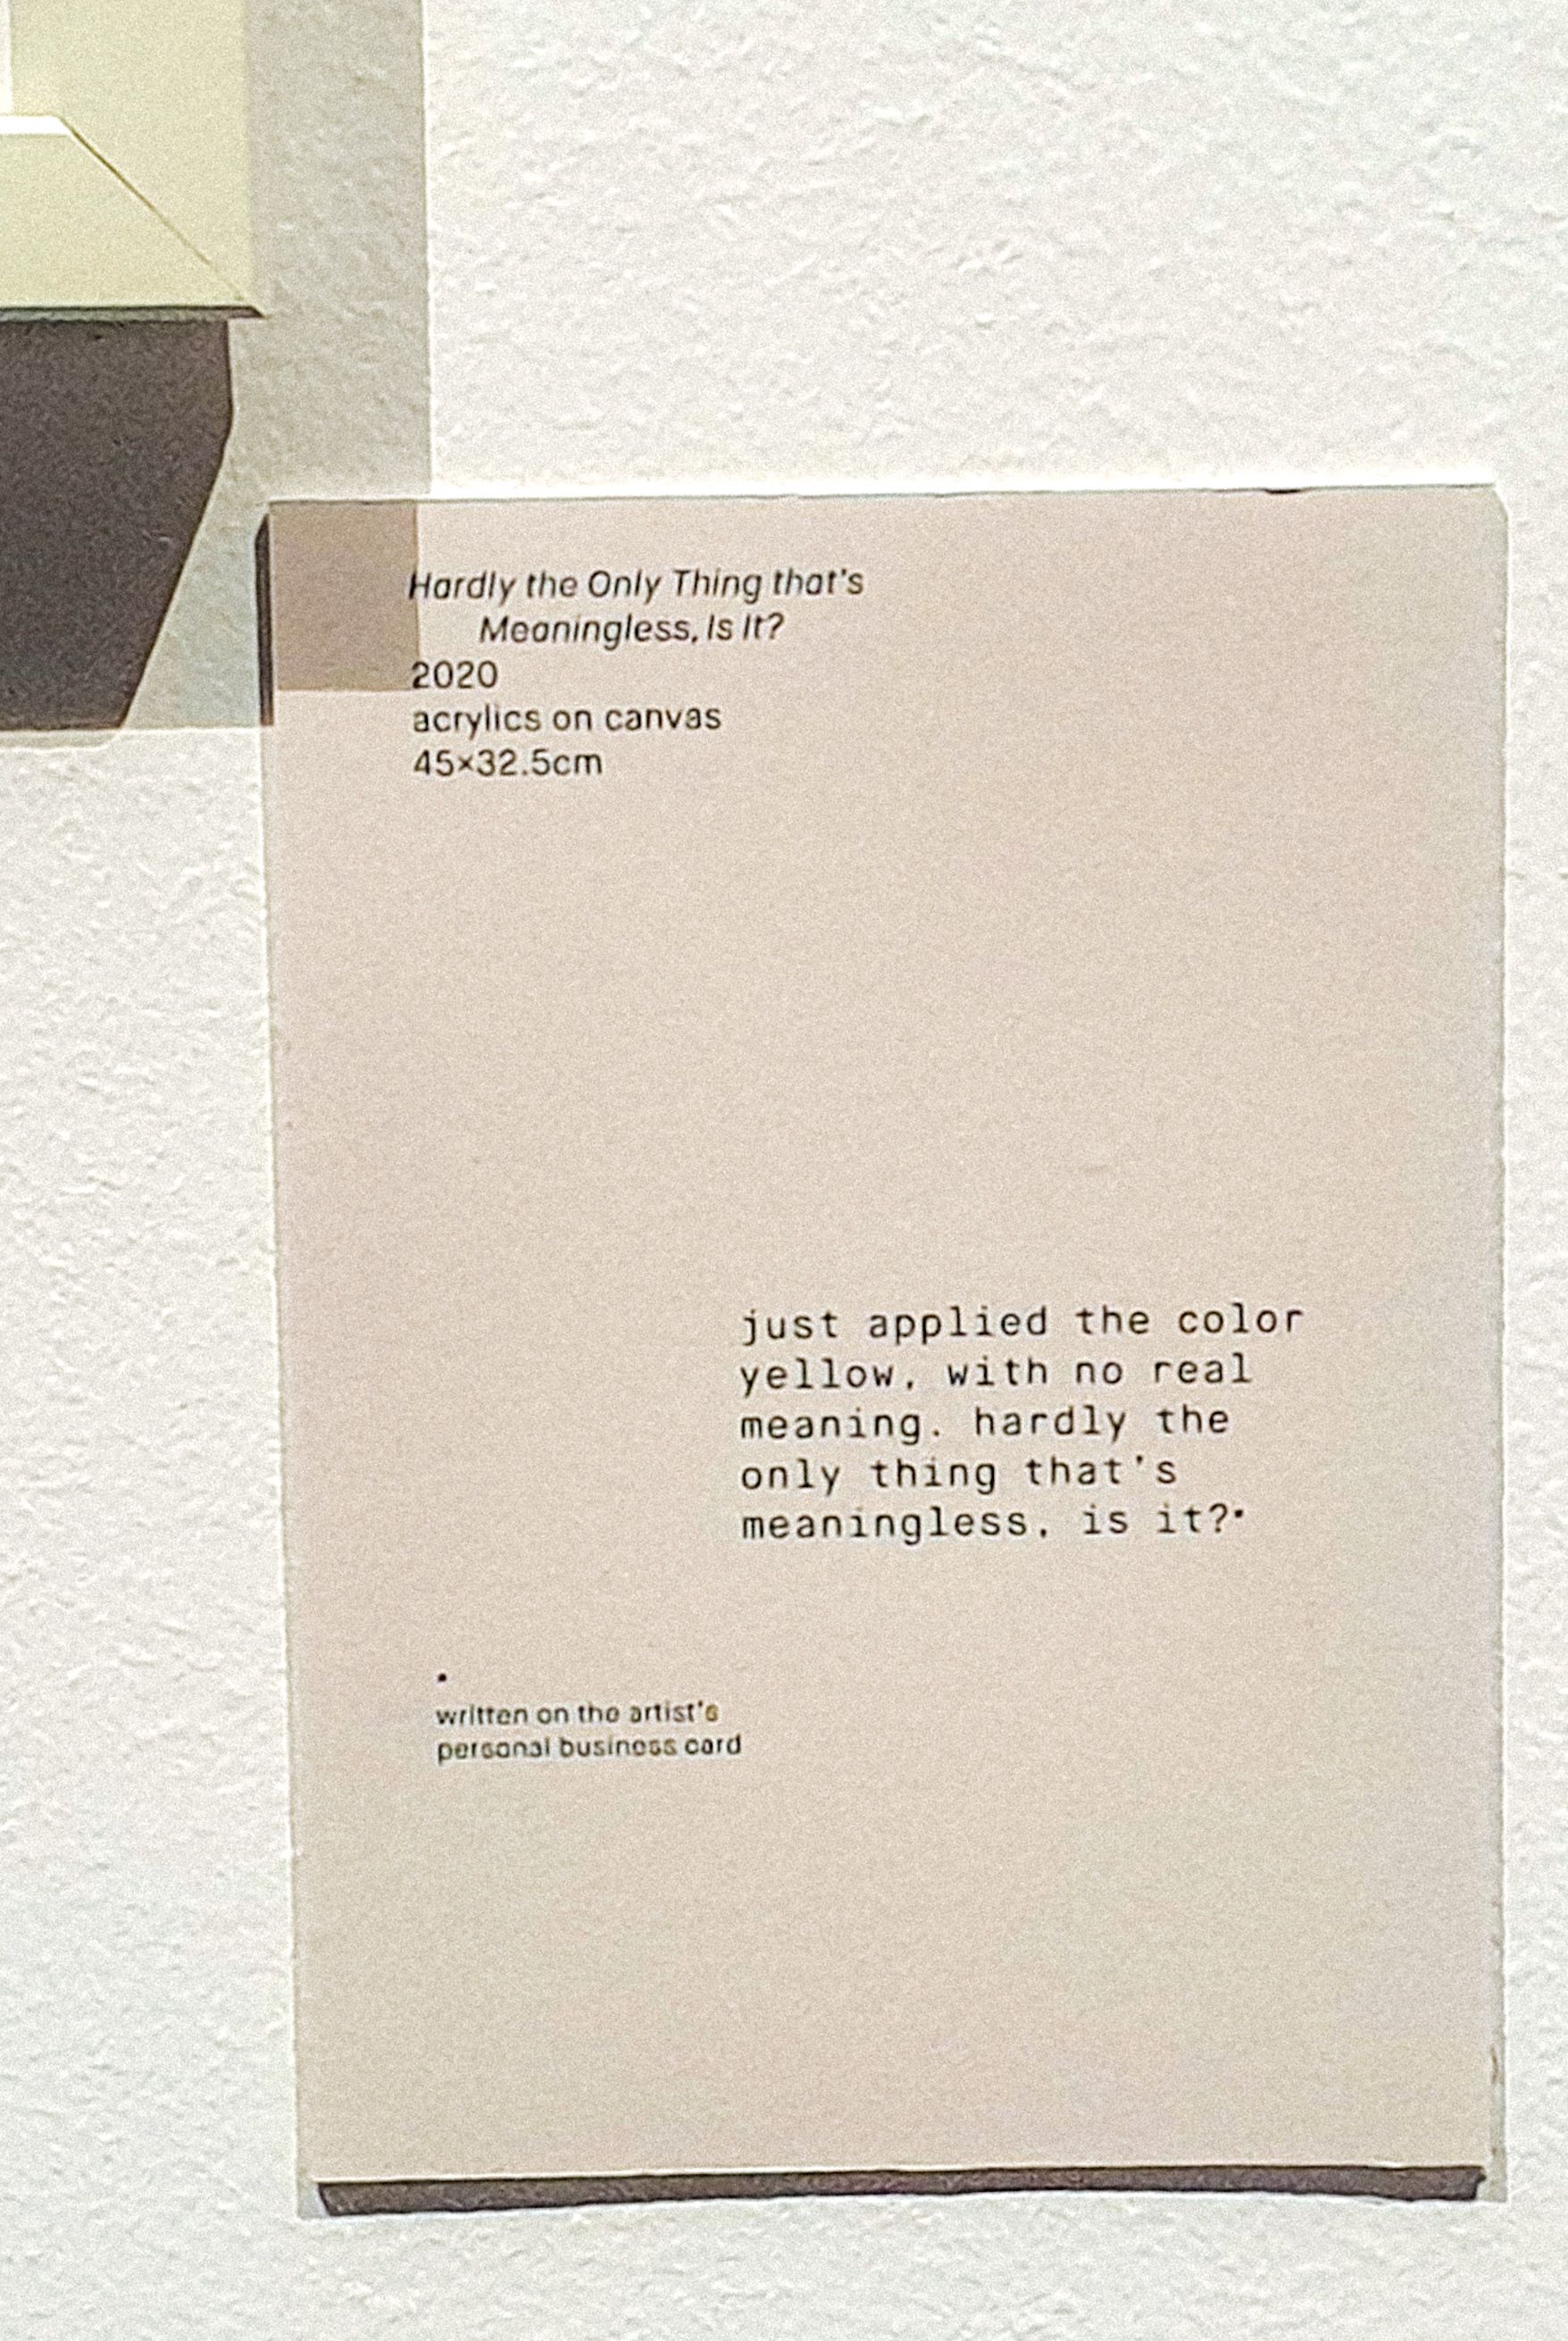 Hardly the Only Thing that's
Meaningless, Is It?
2020
acrylics on canvas
45×32.5cm
just applied the color
yellow, with no real
meaning. hardly the
only thing that's
meaningless, is it?•
•
written on the artist's
personal business card